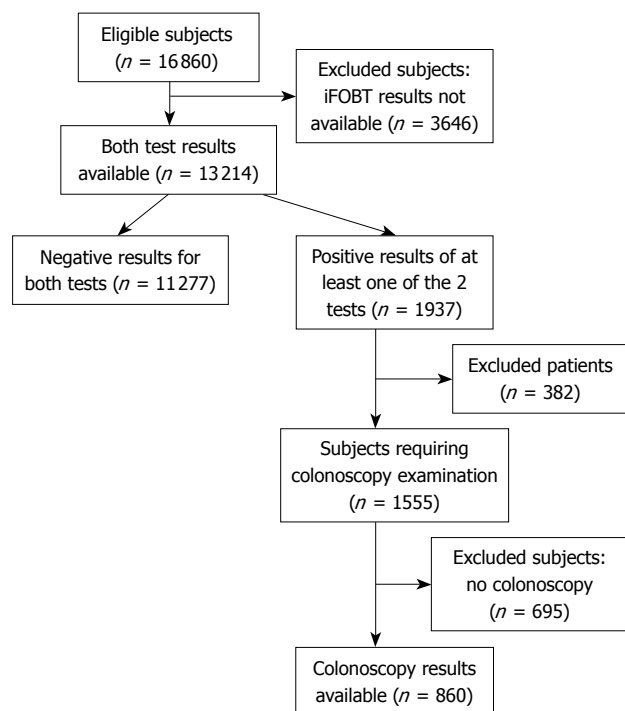 Eligible subjects
(n = 16860)
Excluded subjects:
iFOBT results not
available (n = 3646)
Both test results
available (n = 13214)
Negative results for
both tests (n = 11277)
Positive results of at
least one of the 2
tests (n = 1937)
Excluded patients
(n = 382)
Subjects requiring
colonoscopy examination
(n = 1555)
Excluded subjects:
no colonoscopy
(n = 695)
Colonoscopy results
available (n = 860)